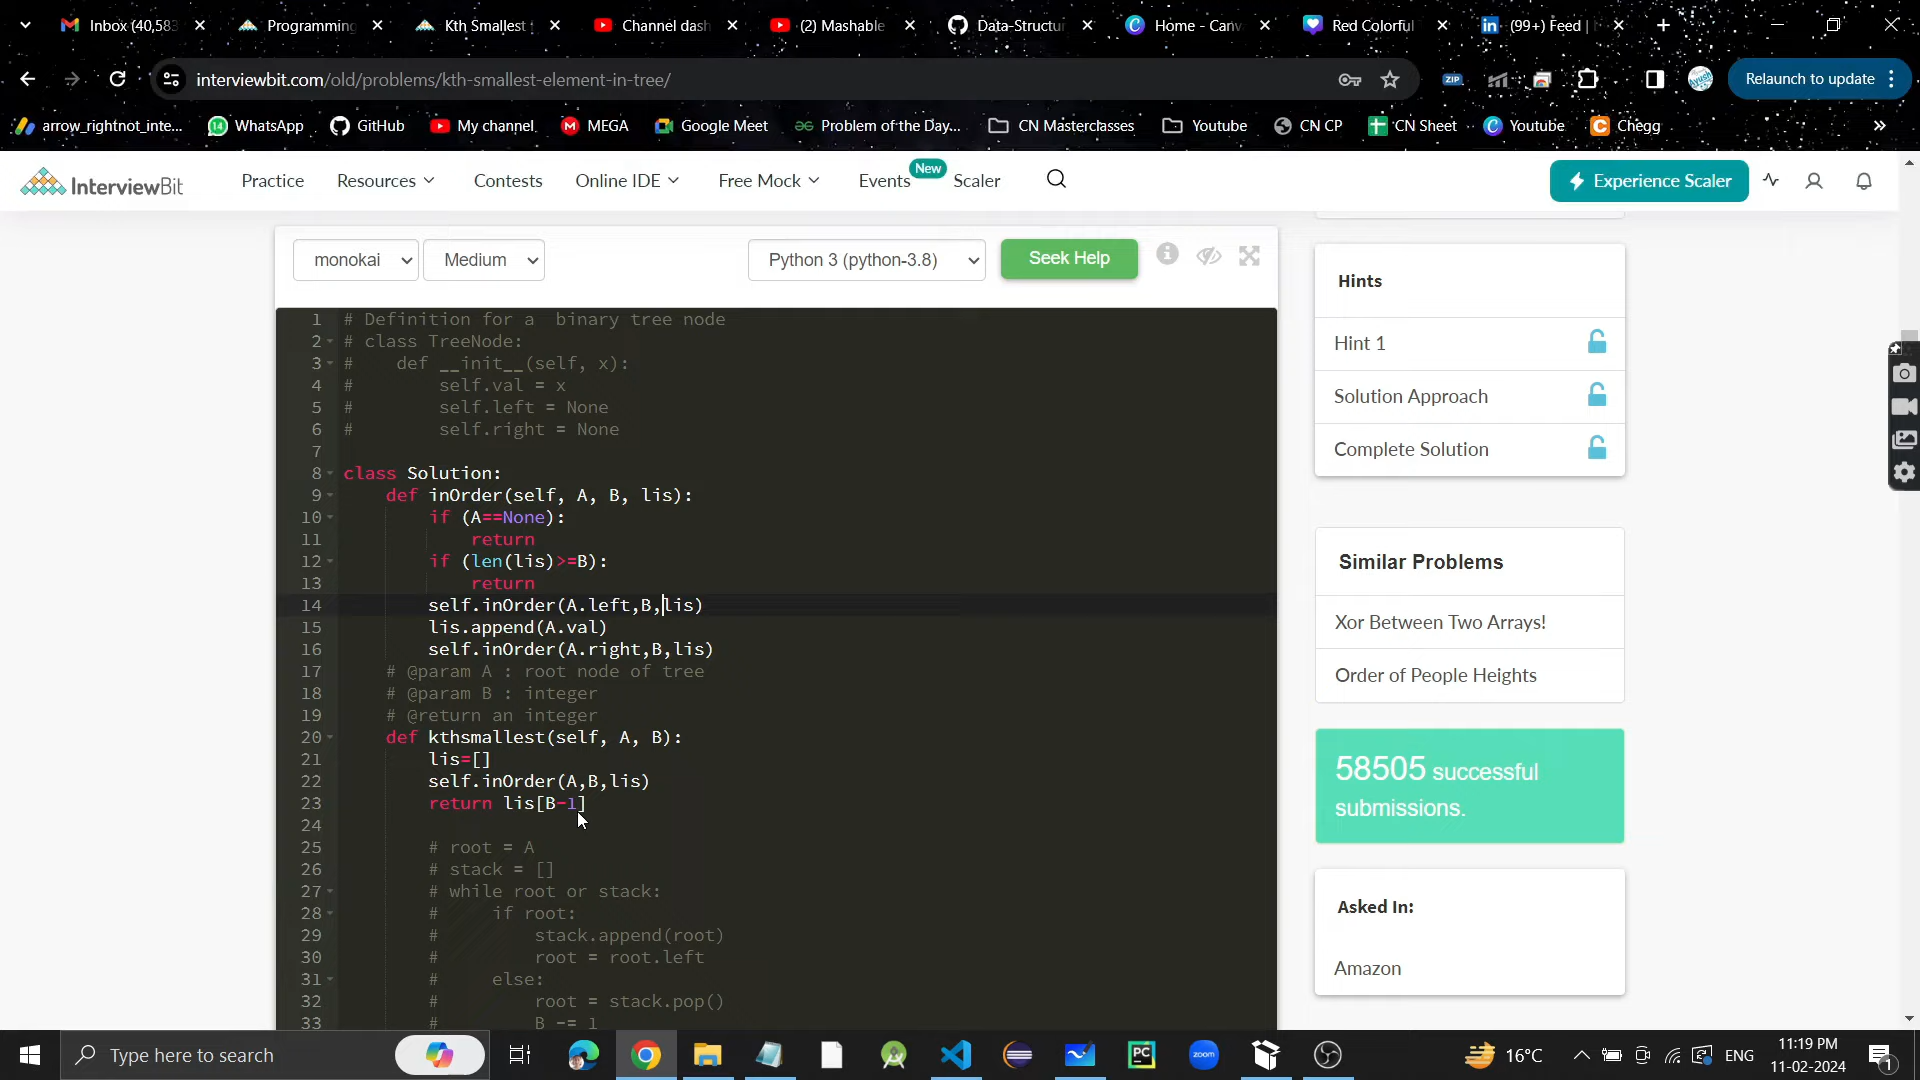 Inbox (40,583
Programming
Kth Smallest
Channel dash
(2) Mashable
Data-Structu
Home - Canv
Red Colorful
(99+) Feed |
interviewbit.com/old/problems/kth-smallest-element-in-tree/
Relaunch to update
arrow_rightnot_inte...
WhatsApp
GitHub
My channel
MEGA
Google Meet
Problem of the Day...
CN Masterclasses
Youtube
CN CP
CN Sheet
Youtube
Chegg
InterviewBit
Practice
Resources
Contests
Online IDE
Free Mock
Events
New
Scaler
Experience Scaler
monokai
Medium
Python 3 (python-3.8)
Seek Help
1 # Definition for a  binary tree node
2 # class TreeNode:
3 #    def __init__(self, x):
4 #        self.val = x
5 #        self.left = None
6 #        self.right = None
7
8 class Solution:
9     def inOrder(self, A, B, lis):
10         if (A==None):
11             return
12         if (len(lis)>=B):
13             return
14         self.inOrder(A.left,B,lis)
15         lis.append(A.val)
16         self.inOrder(A.right,B,lis)
17     # @param A : root node of tree
18     # @param B : integer
19     # @return an integer
20     def kthsmallest(self, A, B):
21         lis=[]
22         self.inOrder(A,B,lis)
23         return lis[B-1]
24
25         # root = A
26         # stack = []
27         # while root or stack:
28         #     if root:
29         #         stack.append(root)
30         #         root = root.left
31         #     else:
32         #         root = stack.pop()
33         #         B -= 1
Hints
Hint 1
Solution Approach
Complete Solution
Similar Problems
Xor Between Two Arrays!
Order of People Heights
58505 successful
submissions.
Asked In:
Amazon
Type here to search
16°C
ENG
11:19 PM
11-02-2024
1